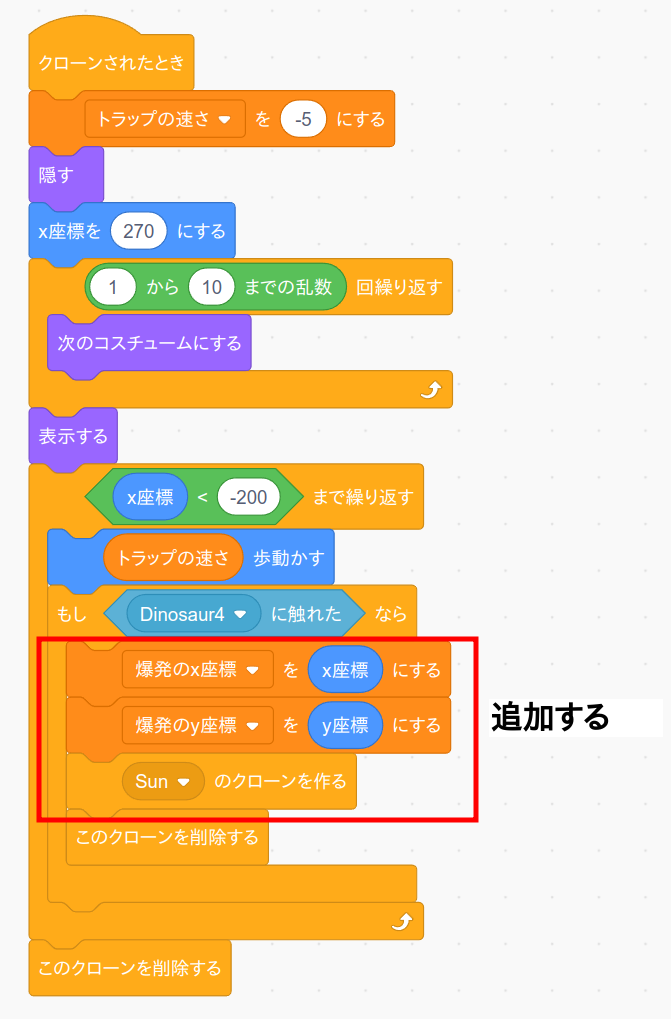 クローンされたとき
トラップの速さ を -5 にする
隠す
x座標を 270 にする
1 から 10 までの乱数 回繰り返す
次のコスチュームにする
表示する
x座標 < -200 まで繰り返す
トラップの速さ 歩動かす
もし Dinosaur4 に触れた なら
爆発のx座標 を x座標 にする
爆発のy座標 を y座標 にする
追加する
Sun のクローンを作る
このクローンを削除する
このクローンを削除する